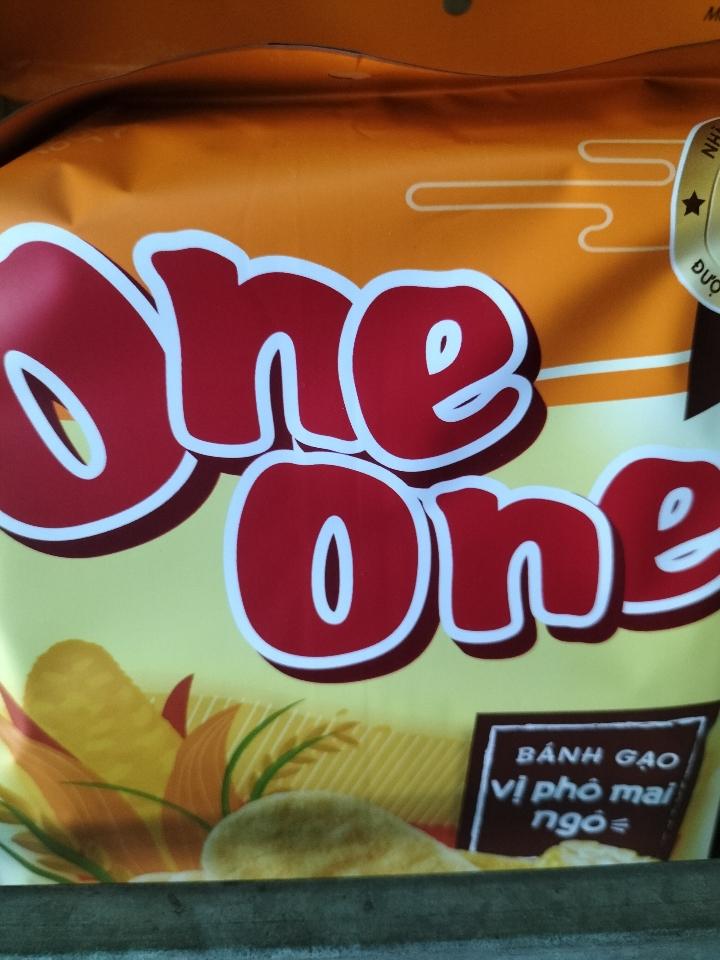 One
One
BÁNH GẠO
vị phô mai
ngô